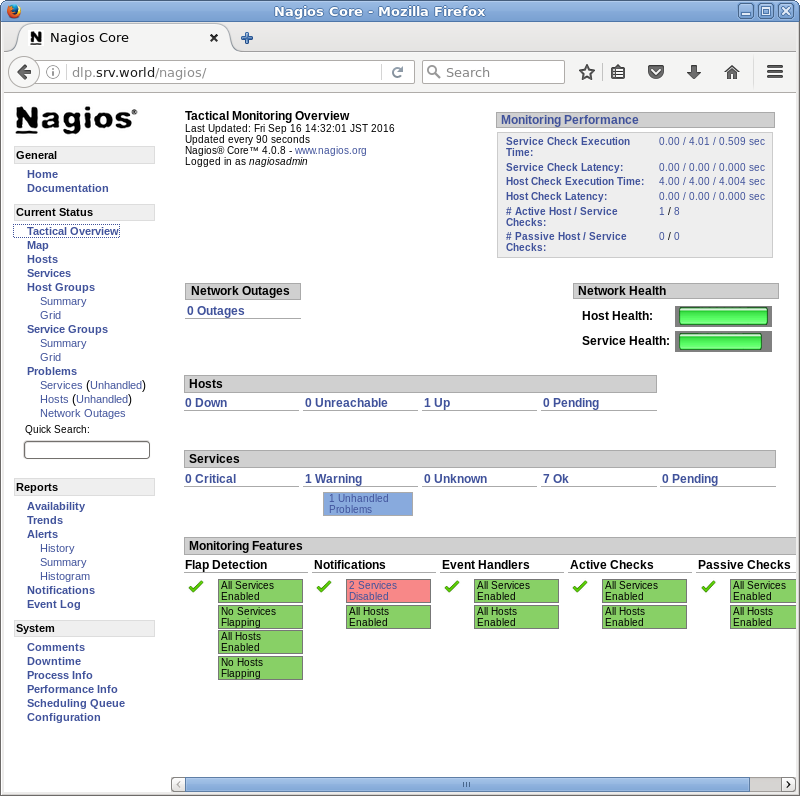 Nagios Core - Mozilla Firefox
Nagios Core
dlp.srv.world/nagios/
Search
Nagios®
General
Home
Documentation
Current Status
Tactical Overview
Map
Hosts
Services
Host Groups
Summary
Grid
Service Groups
Summary
Grid
Problems
Services (Unhandled)
Hosts (Unhandled)
Network Outages
Quick Search:
Reports
Availability
Trends
Alerts
History
Summary
Histogram
Notifications
Event Log
System
Comments
Downtime
Process Info
Performance Info
Scheduling Queue
Configuration
Tactical Monitoring Overview
Last Updated: Fri Sep 16 14:32:01 JST 2016
Updated every 90 seconds
Nagios® Core™ 4.0.8 - www.nagios.org
Logged in as nagiosadmin
Monitoring Performance
Service Check Execution Time: 0.00 / 4.01 / 0.509 sec
Service Check Latency: 0.00 / 0.00 / 0.000 sec
Host Check Execution Time: 4.00 / 4.00 / 4.004 sec
Host Check Latency: 0.00 / 0.00 / 0.000 sec
# Active Host / Service Checks: 1 / 8
# Passive Host / Service Checks: 0 / 0
Network Outages
0 Outages
Network Health
Host Health:
Service Health:
Hosts
0 Down 0 Unreachable 1 Up 0 Pending
Services
0 Critical 1 Warning 0 Unknown 7 Ok 0 Pending
1 Unhandled
Problems
Monitoring Features
Flap Detection Notifications Event Handlers Active Checks Passive Checks
All Services Enabled
No Services Flapping
All Hosts Enabled
No Hosts Flapping
2 Services Disabled
All Hosts Enabled
All Services Enabled
All Hosts Enabled
All Services Enabled
All Hosts Enabled
All Services Enabled
All Hosts Enabled